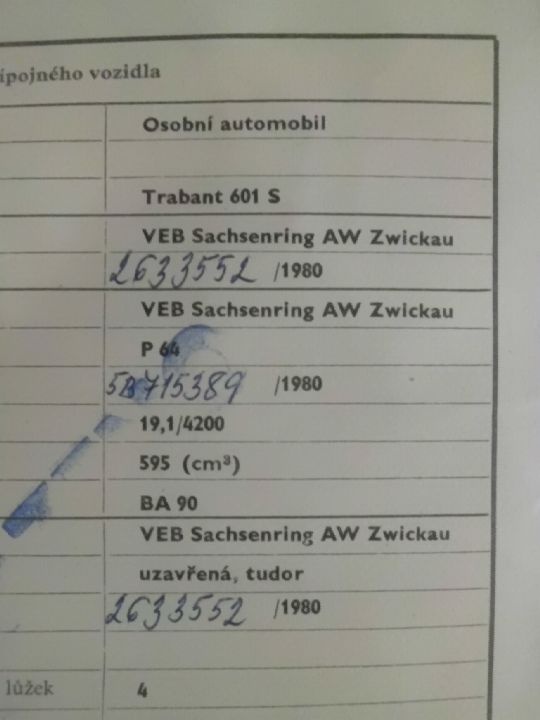 ípojného vozidla
Osobní automobil
Trabant 601 S
VEB Sachsenring AW Zwickau
2633552 /1980
VEB Sachsenring AW Zwickau
P 64
5B715389 /1980
19,1/4200
595 (cm³)
BA 90
VEB Sachsenring AW Zwickau
uzavřená, tudor
2633552 /1980
lůžek 4